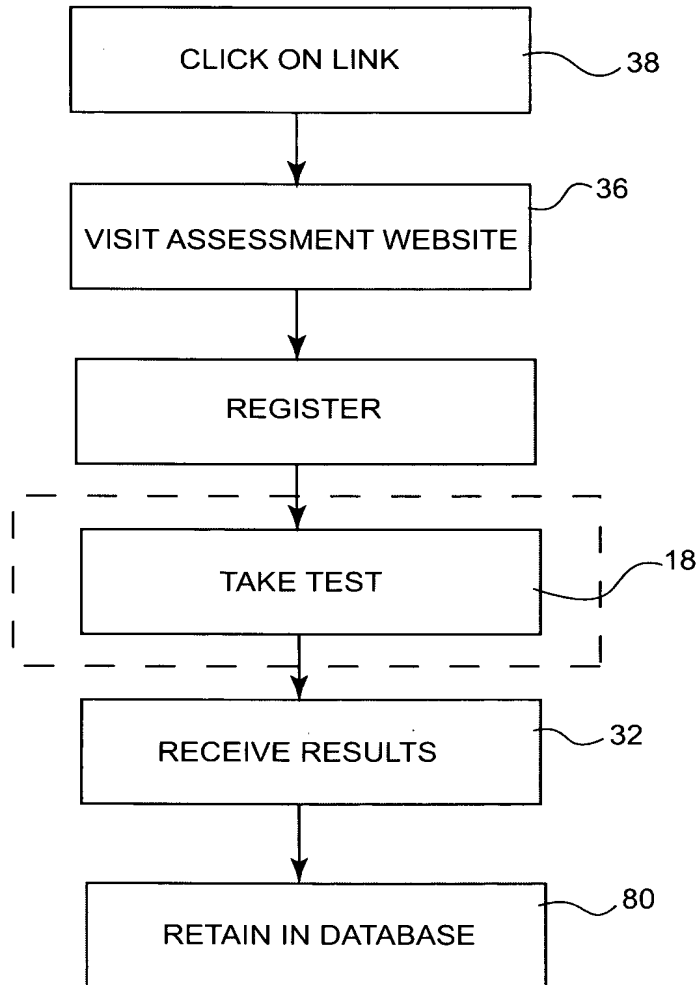 CLICK ON LINK
38
36
VISIT ASSESSMENT WEBSITE
REGISTER
TAKE TEST
18
RECEIVE RESULTS
32
RETAIN IN DATABASE
80